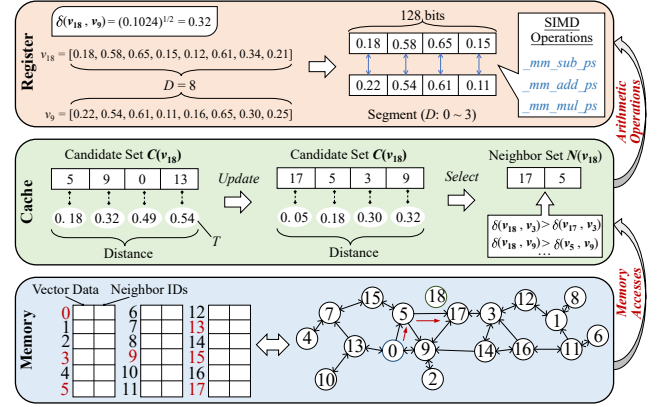 Register
δ(v18 , v9) = (0.1024)^1/2 = 0.32
v18 = [0.18, 0.58, 0.65, 0.15, 0.12, 0.61, 0.34, 0.21]
D = 8
v9 = [0.22, 0.54, 0.61, 0.11, 0.16, 0.65, 0.30, 0.25]
128 bits
0.18 0.58 0.65 0.15
0.22 0.54 0.61 0.11
Segment (D: 0 ~ 3)
SIMD
Operations
_mm_sub_ps
_mm_add_ps
_mm_mul_ps
Arithmetic
Operations
Cache
Candidate Set C(v18)
5 9 0 13
0. 18 0.32 0.49 0.54
T
Distance
Update
Candidate Set C(v18)
17 5 3 9
0. 05 0.18 0.30 0.32
Distance
Select
Neighbor Set N(v18)
17 5
δ(v18 , v3) > δ(v17 , v3)
δ(v18 , v9) > δ(v5 , v9)
...
Memory
Accesses
Memory
Vector Data Neighbor IDs
0 6 12
1 7 13
2 8 14
3 9 15
4 10 16
5 11 17
15 5 18 17 3 12 8
7 1 6
4 13 0 9 14 16 11
10 2